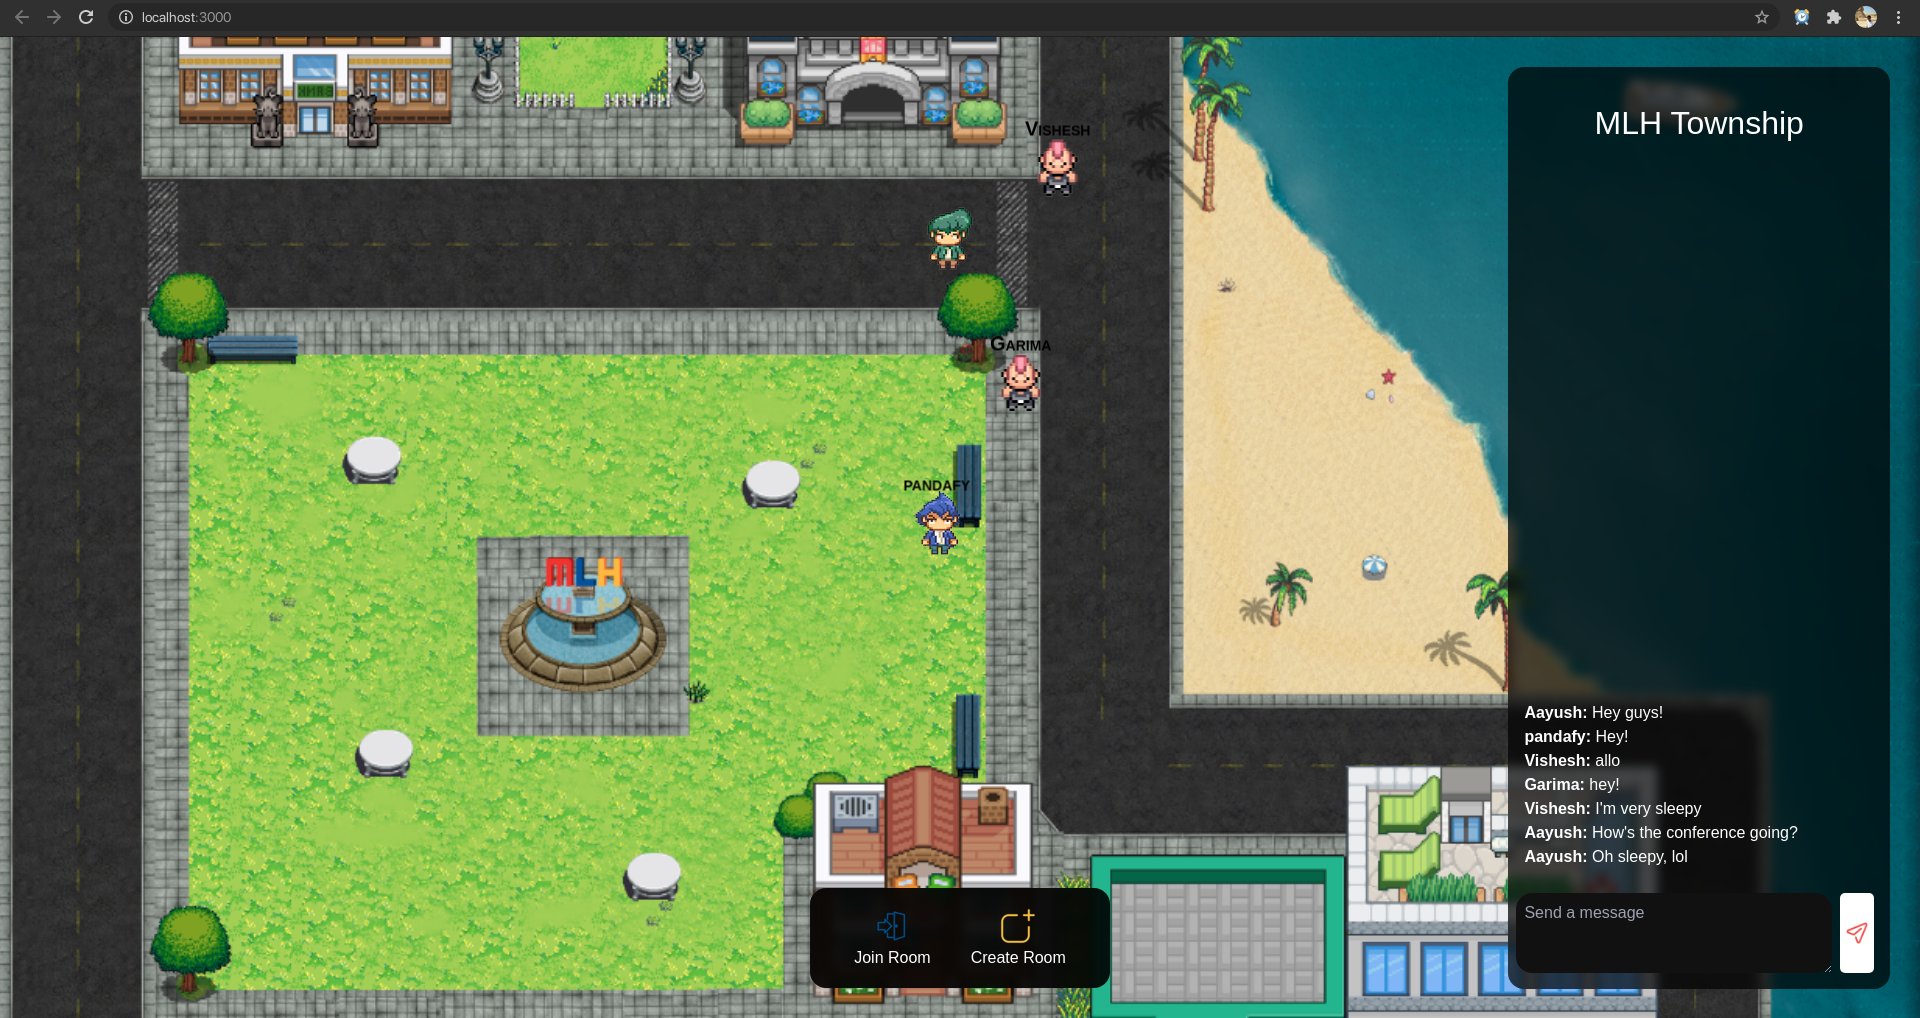 localhost:3000
MLH Township
BANK
Vishesh
Garima
PANDAFY
MLH
Aayush: Hey guys!
pandafy: Hey!
Vishesh: allo
Garima: hey!
Vishesh: I'm very sleepy
Aayush: How's the conference going?
Aayush: Oh sleepy, lol
Send a message
Join Room
Create Room